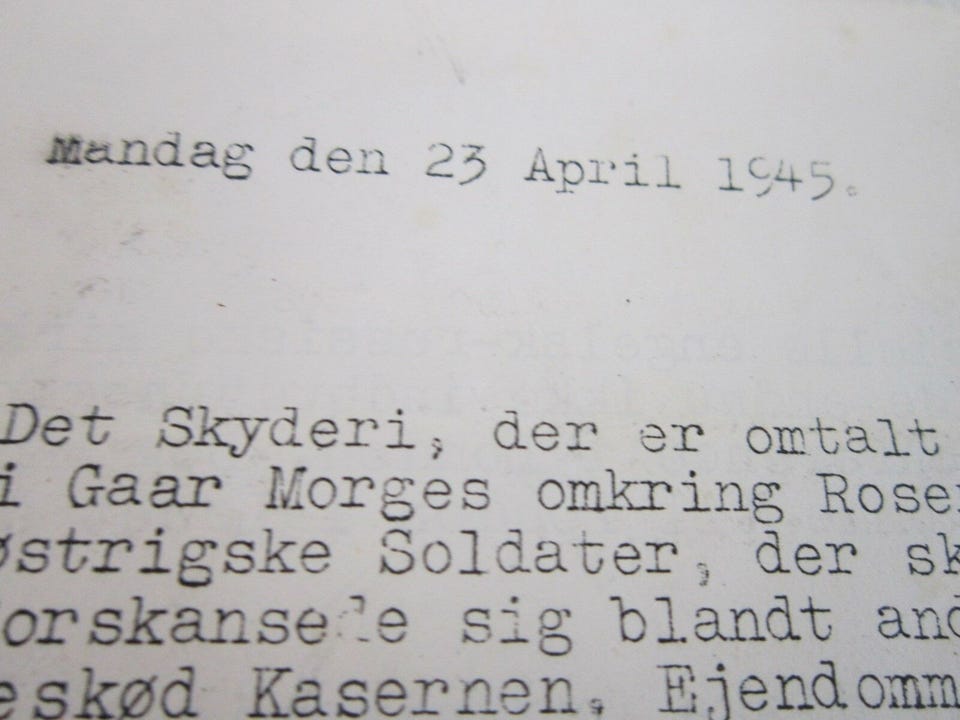 Mandag den 23 April 1945.
Det Skyderi, der er omtalt
i Gaar Morges omkring Rosen
østrigske Soldater, der sk
orskansede sig blandt and
eskød Kasernen. Ejendomm